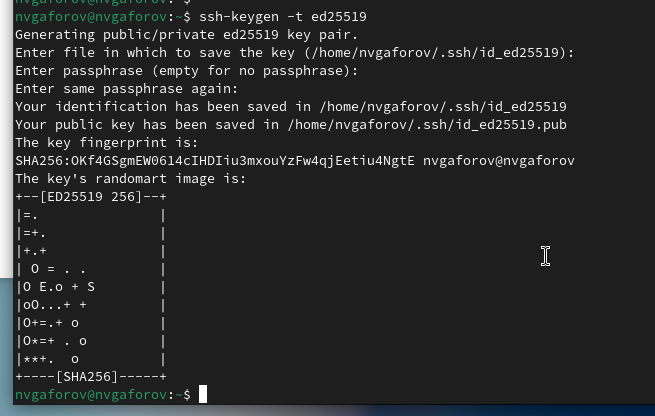 nvgaforov@nvgaforov:~$ ssh-keygen -t ed25519
Generating public/private ed25519 key pair.
Enter file in which to save the key (/home/nvgaforov/.ssh/id_ed25519):
Enter passphrase (empty for no passphrase):
Enter same passphrase again:
Your identification has been saved in /home/nvgaforov/.ssh/id_ed25519
Your public key has been saved in /home/nvgaforov/.ssh/id_ed25519.pub
The key fingerprint is:
SHA256:OKf4GSgmEW0614cIHDIiu3mxouYzFw4qjEetiu4NgtE nvgaforov@nvgaforov
The key's randomart image is:
+--[ED25519 256]--+
|=.               |
|=+.              |
|+.+              |
| O = . .         |
|O E.o + S        |
|oO...+ +         |
|O+=.+ o          |
|O*=+ . o         |
|**+.  o          |
+----[SHA256]-----+
nvgaforov@nvgaforov:~$